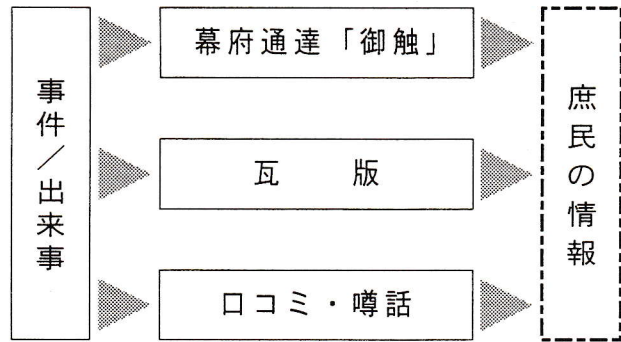 事件／出来事
幕府通達「御触」
瓦　版
口コミ・噂話
庶民の情報